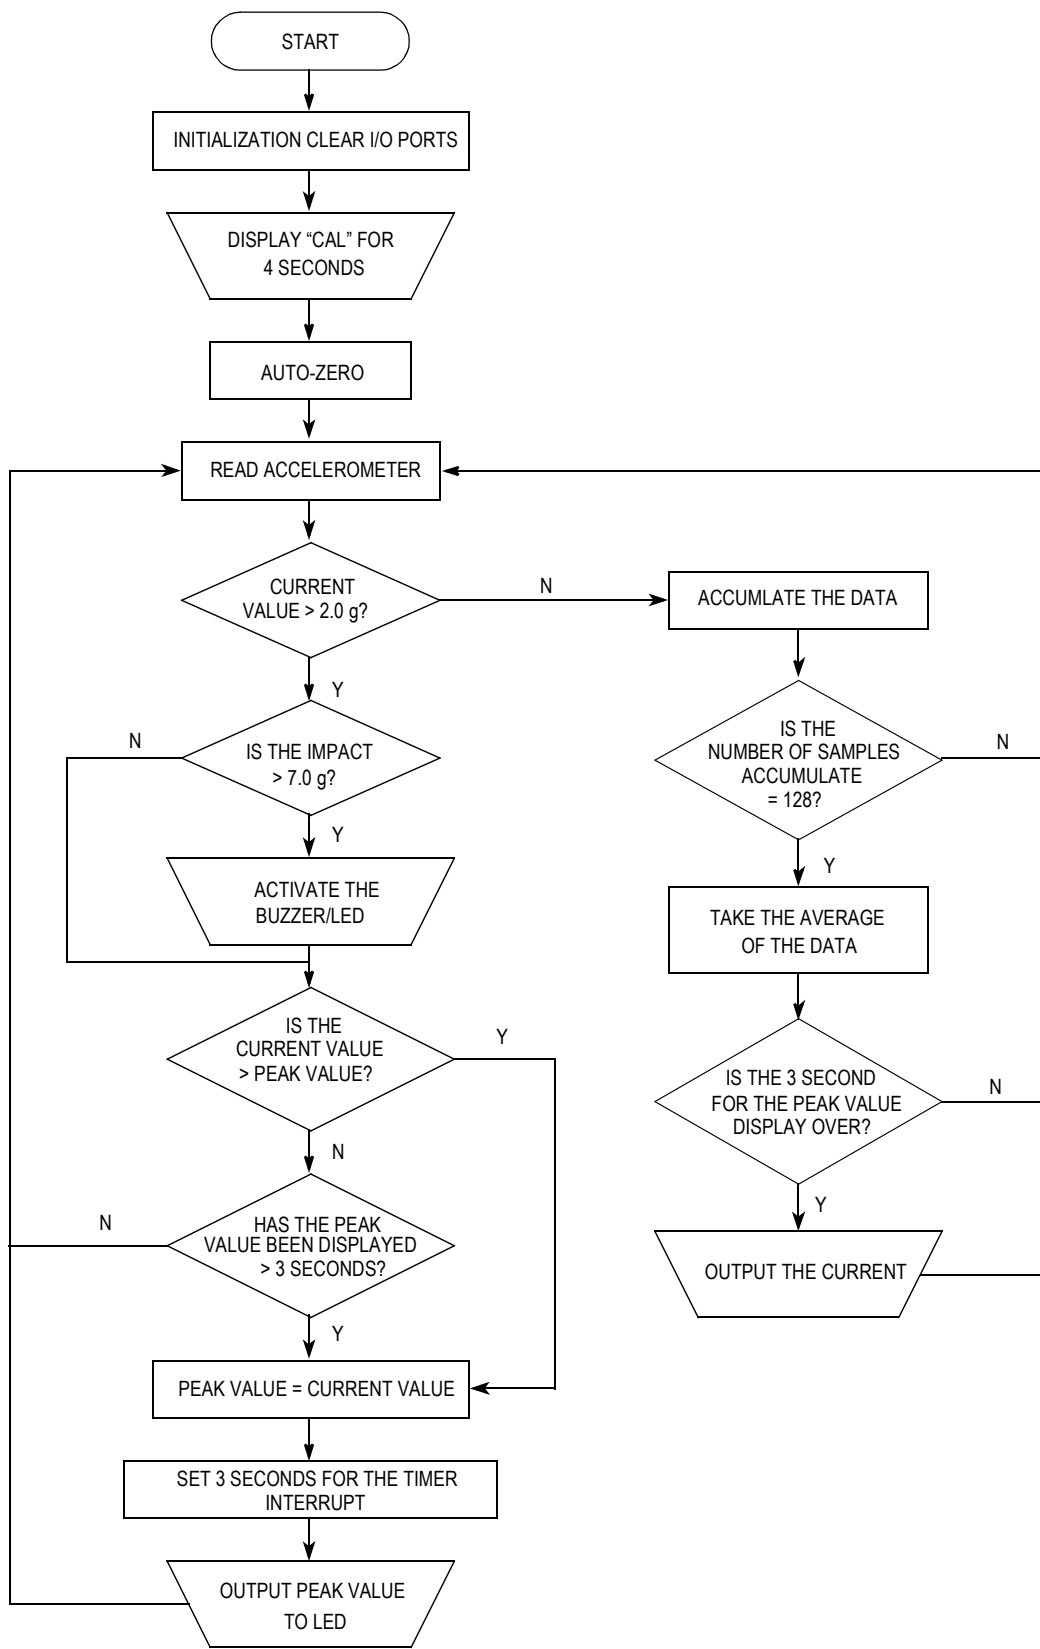 START
INITIALIZATION CLEAR I/O PORTS
DISPLAY “CAL” FOR
4 SECONDS
AUTO-ZERO
READ ACCELEROMETER
CURRENT
VALUE > 2.0 g?
N
ACCUMLATE THE DATA
Y
IS THE IMPACT
> 7.0 g?
N
Y
ACTIVATE THE
BUZZER/LED
IS THE
CURRENT VALUE
> PEAK VALUE?
Y
N
HAS THE PEAK
VALUE BEEN DISPLAYED
> 3 SECONDS?
N
Y
PEAK VALUE = CURRENT VALUE
SET 3 SECONDS FOR THE TIMER
INTERRUPT
OUTPUT PEAK VALUE
TO LED
IS THE
NUMBER OF SAMPLES
ACCUMULATE
= 128?
N
Y
TAKE THE AVERAGE
OF THE DATA
IS THE 3 SECOND
FOR THE PEAK VALUE
DISPLAY OVER?
N
Y
OUTPUT THE CURRENT